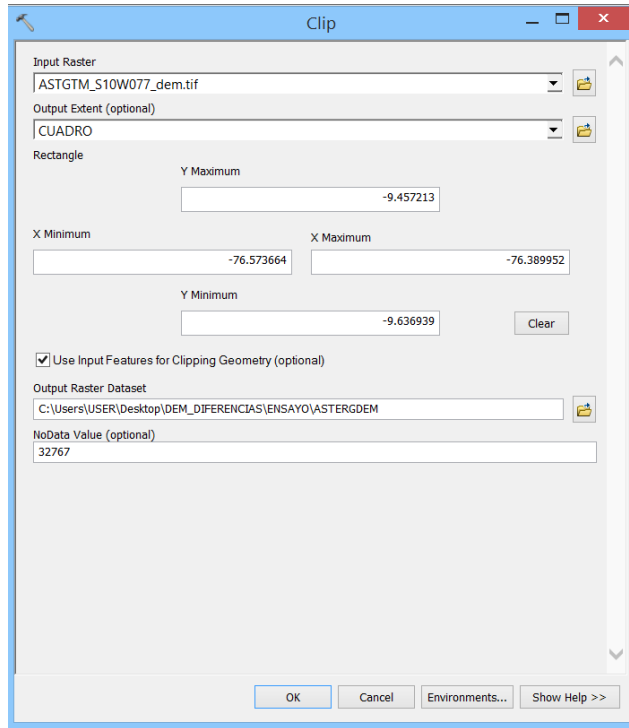 Clip
Input Raster
ASTGTM_S10W077_dem.tif
Output Extent (optional)
CUADRO
Rectangle
Y Maximum
-9.457213
X Minimum
X Maximum
-76.573664
-76.389952
Y Minimum
-9.636939
Clear
Use Input Features for Clipping Geometry (optional)
Output Raster Dataset
C:\Users\USER\Desktop\DEM_DIFERENCIAS\ENSAYO\ASTERGDEM
NoData Value (optional)
32767
OK
Cancel
Environments...
Show Help >>